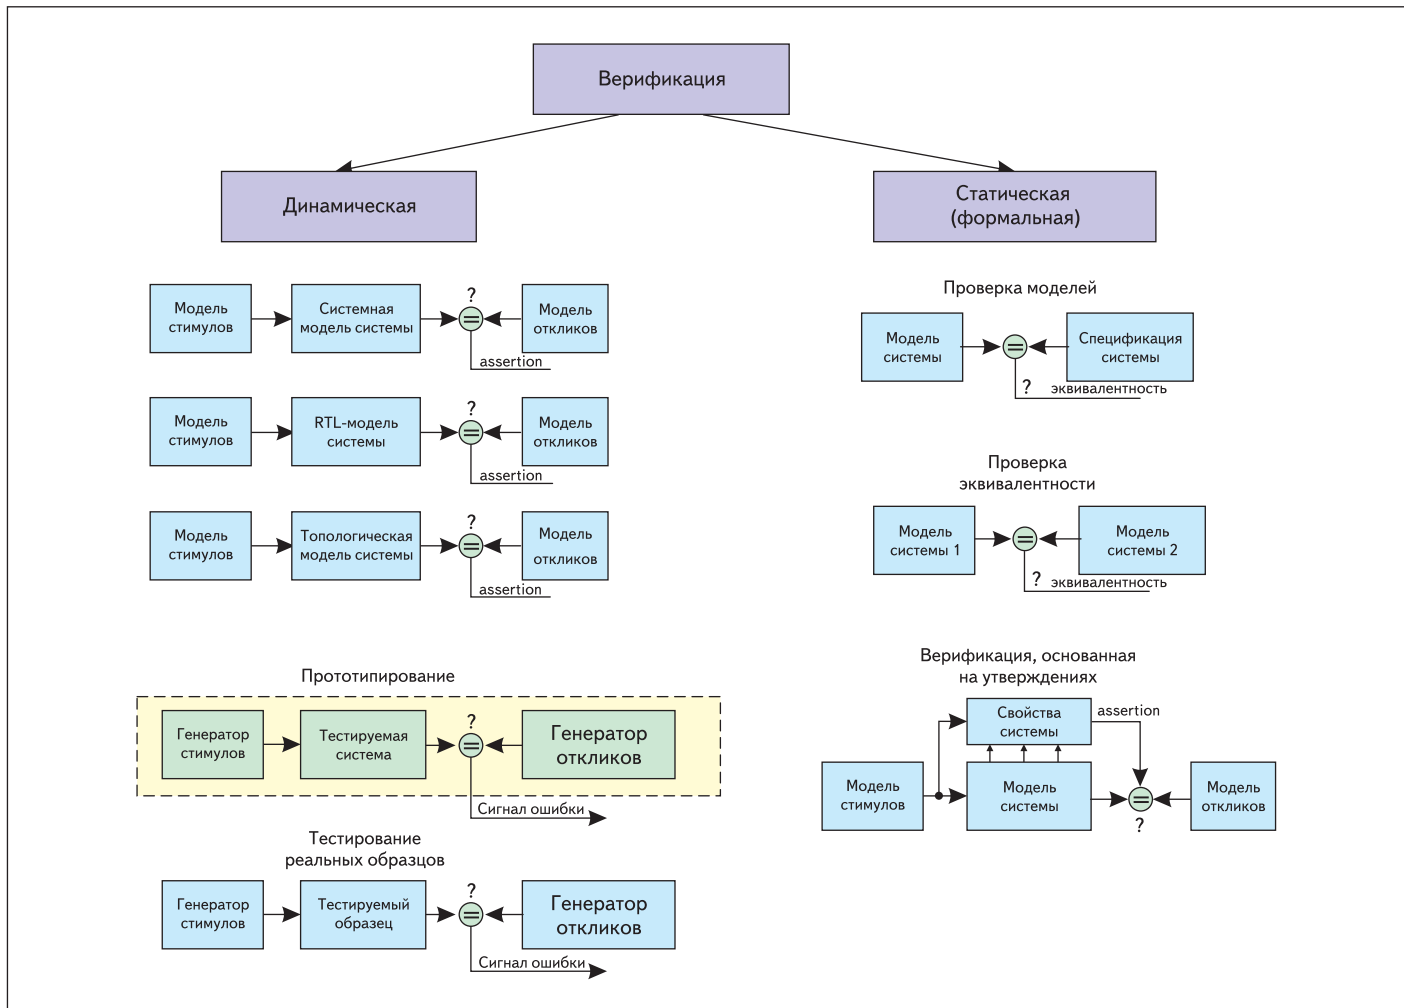 Верификация
Динамическая
Статическая
(формальная)
Модель
стимулов
Системная
модель системы
?
=
Модель
откликов
assertion
Модель
стимулов
RTL-модель
системы
?
=
Модель
откликов
assertion
Модель
стимулов
Топологическая
модель системы
?
=
Модель
откликов
assertion
Прототипирование
Генератор
стимулов
Тестируемая
система
?
=
Генератор
откликов
Сигнал ошибки
Тестирование
реальных образцов
Генератор
стимулов
Тестируемый
образец
?
=
Генератор
откликов
Сигнал ошибки
Проверка моделей
Модель
системы
=
Спецификация
системы
? эквивалентность
Проверка
эквивалентности
Модель
системы 1
=
Модель
системы 2
? эквивалентность
Верификация, основанная
на утверждениях
Свойства
системы
assertion
Модель
стимулов
Модель
системы
=
?
Модель
откликов